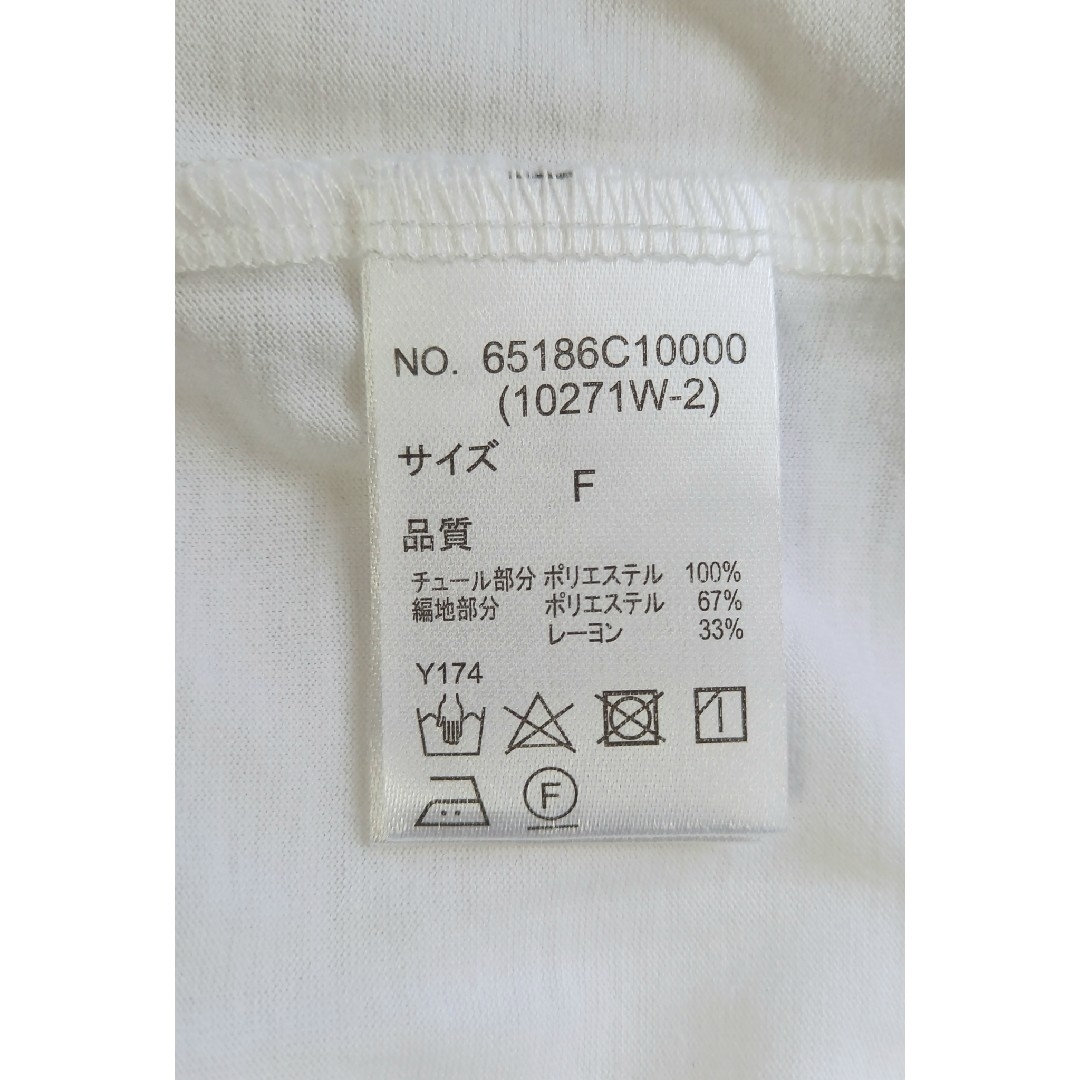 NO. 65186C10000
(10271W-2)
サイズ
F
品質
チュール部分 ポリエステル 100%
編地部分 ポリエステル 67%
レーヨン 33%
Y174
F